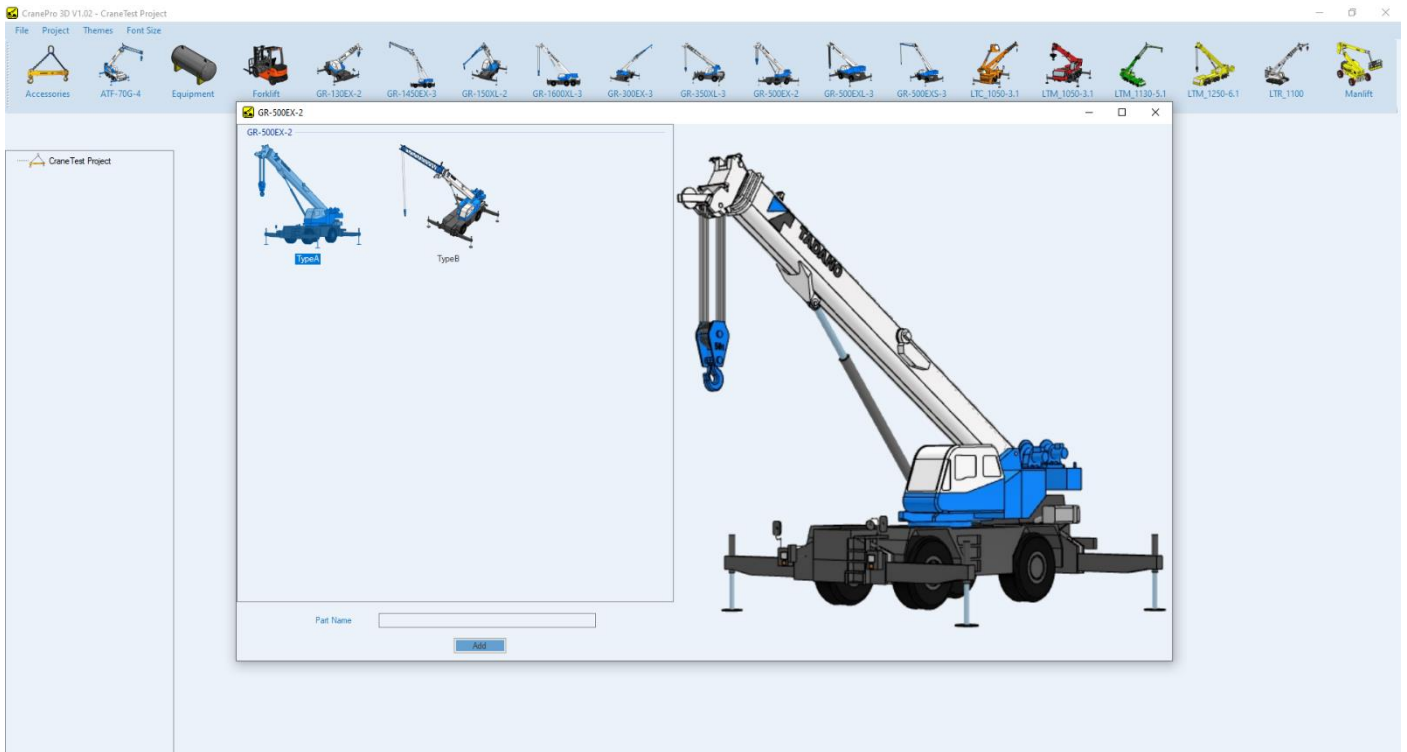 CranePro 3D V1.02 - CraneTest Project
File Project Themes Font Size
Accessories ATF-70G-4 Equipment Forklift GR-130EX-2 GR-1450EX-3 GR-150XL-2 GR-1600XL-3 GR-300EX-3 GR-350XL-3 GR-500EX-2 GR-500EXL-3 GR-500EXS-3 LTC_1050-3.1 LTM_1050-3.1 LTM_1130-5.1 LTM_1250-6.1 LTR_1100 Manlift
GR-500EX-2
GR-500EX-2
CraneTest Project
TADANO
TypeA TypeB
Part Name
Add